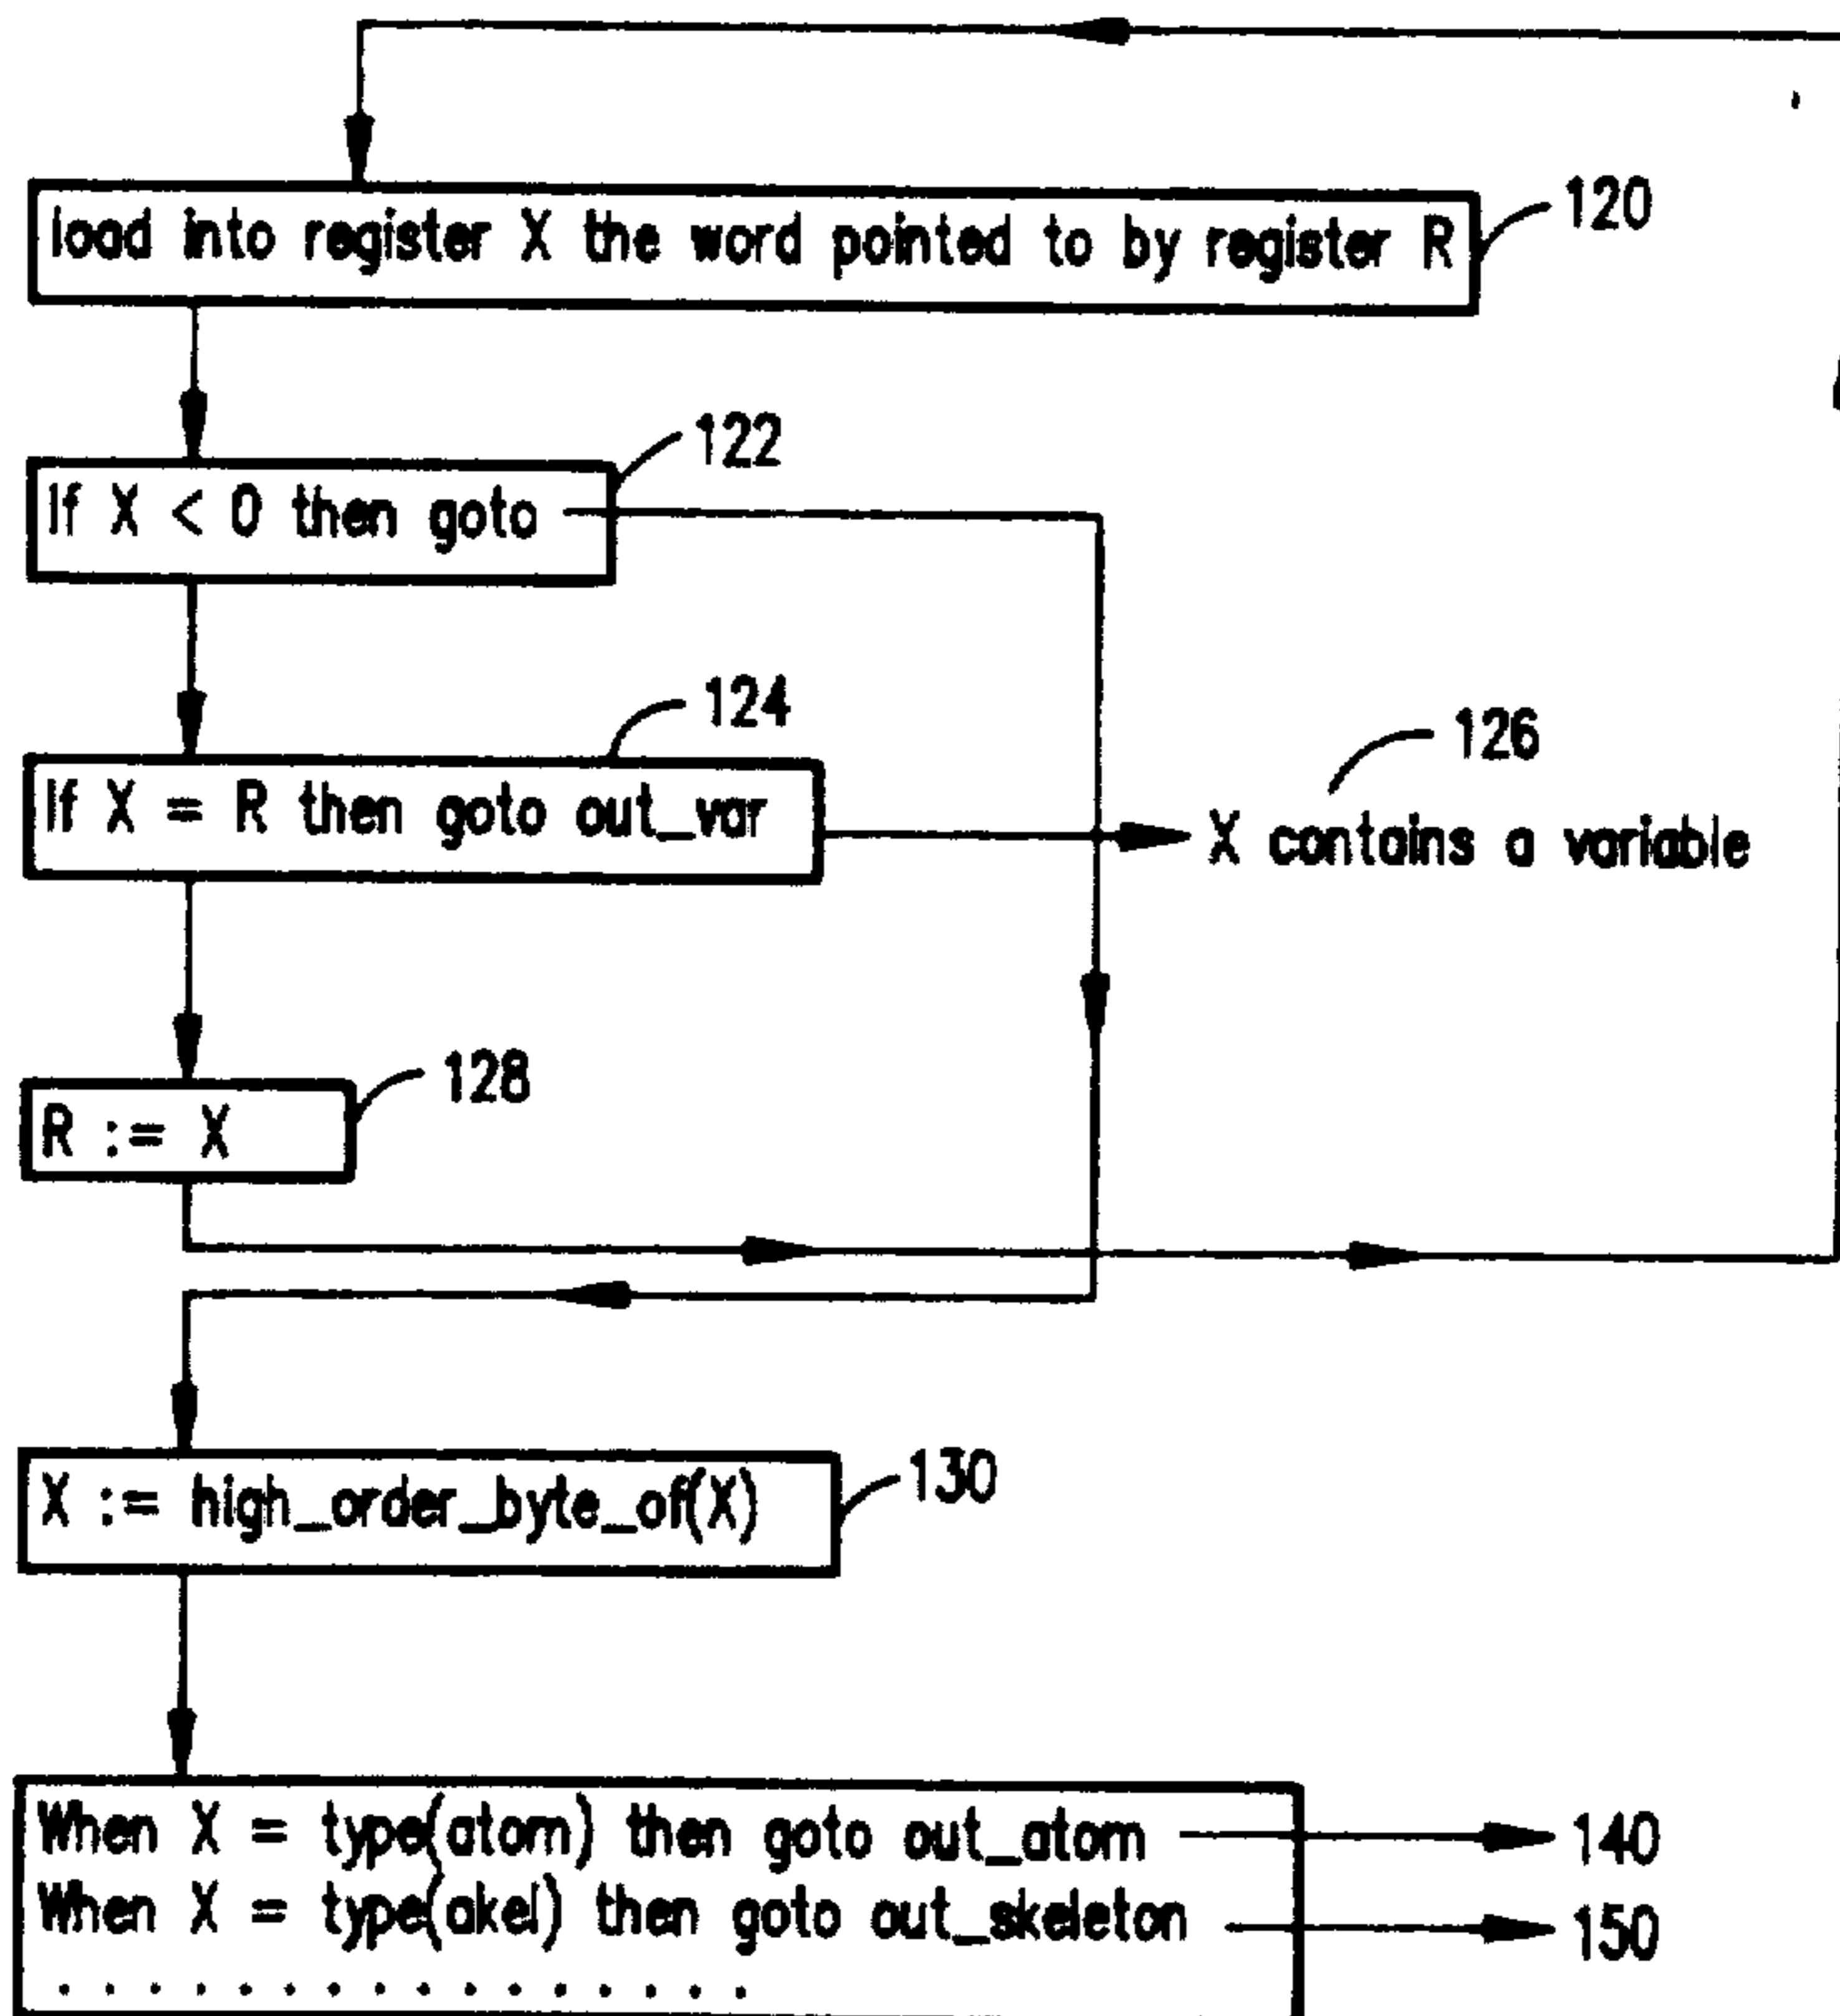 load into register X the word pointed to by register R
120
122
If X < 0 then goto
124
126
If X = R then goto out_var
X contains a variable
128
R := X
130
X := high_order_byte_of(X)
When X = type(atom) then goto out_atom
140
When X = type(akel) then goto out_skeleton
150
. . . . . . . . . . . . . . . .